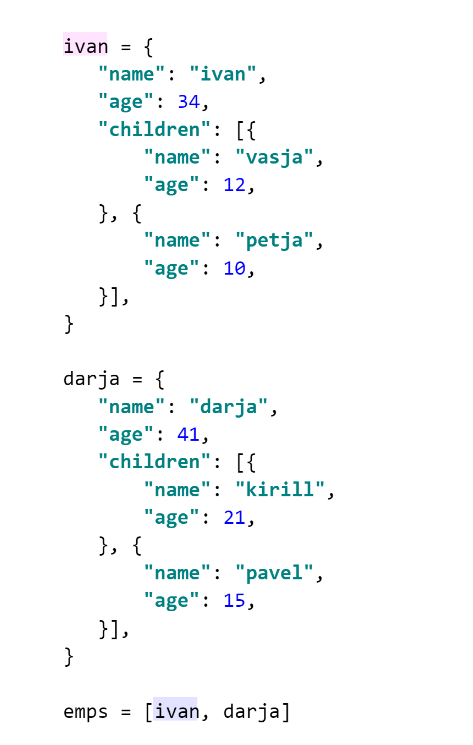 ivan = {
   "name": "ivan",
   "age": 34,
   "children": [{
       "name": "vasja",
       "age": 12,
   }, {
       "name": "petja",
       "age": 10,
   }],
}

darja = {
   "name": "darja",
   "age": 41,
   "children": [{
       "name": "kirill",
       "age": 21,
   }, {
       "name": "pavel",
       "age": 15,
   }],
}

emps = [ivan, darja]